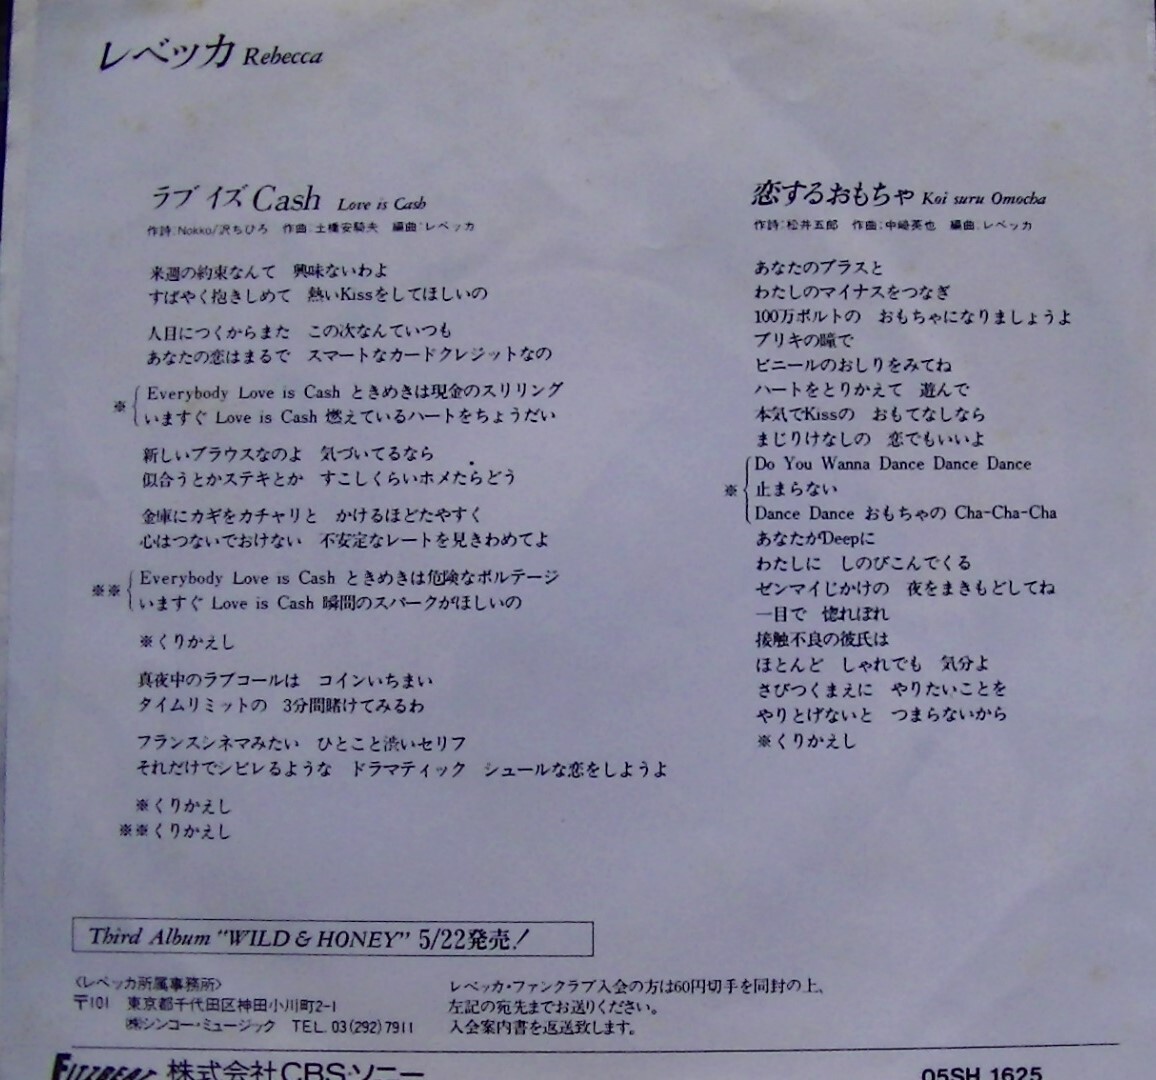 レベッカ Rebecca
ラブ イズ Cash Love is Cash
作詩:Nokko/沢ちひろ 作曲:土橋安騎夫 編曲:レベッカ
来週の約束なんて 興味ないわよ
すばやく抱きしめて 熱いKissをしてほしいの
人目につくからまた この次なんていつも
あなたの恋はまるで スマートなカードクレジットなの
※ Everybody Love is Cash ときめきは現金のスリリング
いますぐ Love is Cash 燃えているハートをちょうだい
新しいブラウスなのよ 気づいてるなら
似合うとかステキとか すこしくらいホメたらどう
金庫にカギをカチャリと かけるほどたやすく
心はつないでおけない 不安定なレートを見きわめてよ
※※ Everybody Love is Cash ときめきは危険なボルテージ
いますぐ Love is Cash 瞬間のスパークがほしいの
※くりかえし
真夜中のラブコールは コインいちまい
タイムリミットの 3分間賭けてみるわ
フランスシネマみたい ひとこと渋いセリフ
それだけでシビレるような ドラマティック シュールな恋をしようよ
※くりかえし
※※くりかえし
恋するおもちゃ Koi suru Omocha
作詩:松井五郎 作曲:中崎英也 編曲:レベッカ
あなたのプラスと
わたしのマイナスをつなぎ
100万ボルトの おもちゃになりましょうよ
ブリキの瞳で
ビニールのおしりをみてね
ハートをとりかえて 遊んで
本気でKissの おもてなしなら
まじりけなしの 恋でもいいよ
※ Do You Wanna Dance Dance Dance
止まらない
Dance Dance おもちゃの Cha-Cha-Cha
あなたがDeepに
わたしに しのびこんでくる
ゼンマイじかけの 夜をまきもどしてね
一目で 惚れぼれ
接触不良の彼氏は
ほとんど しゃれでも 気分よ
さびつくまえに やりたいことを
やりとげないと つまらないから
※くりかえし
Third Album "WILD & HONEY" 5/22発売!
〈レベッカ所属事務所〉
〒101 東京都千代田区神田小川町2-1
㈱シンコー・ミュージック TEL. 03(292)7911
レベッカ・ファンクラブ入会の方は60円切手を同封の上、
左記の宛先までお送りください。
入会案内書を返送致します。
FITZBEAT 株式会社CBS・ソニー
05SH 1625